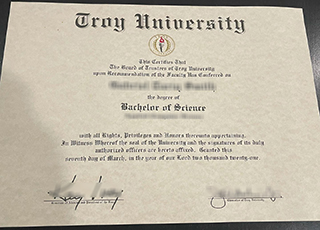 Troy University
This Certifies That
The Board of Trustees of Troy University
upon Recommendation of the Faculty Has Conferred on
the degree of
Bachelor of Science
with all Rights, Privileges and Honors thereunto appertaining.
In Witness Whereof the seal of the University and the signatures of its duty
authorized officers are hereto affixed. Granted this
seventh day of March, in the year of our Lord two thousand twenty-one.